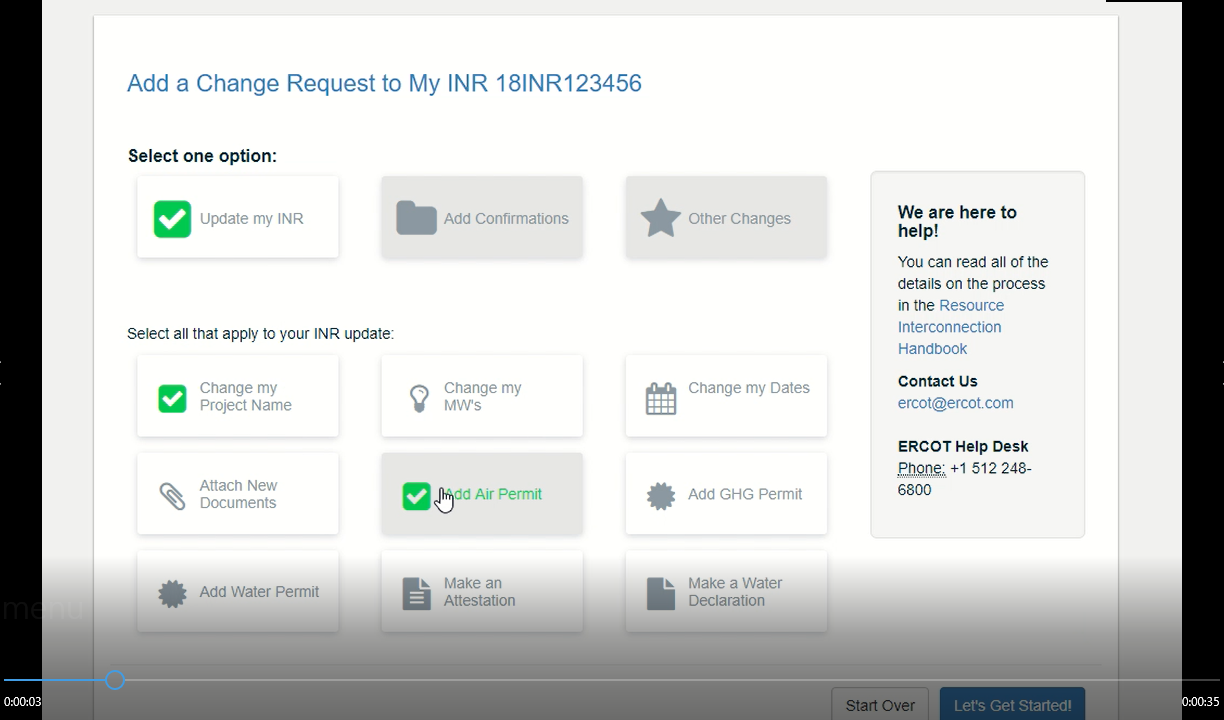 Add a Change Request to My INR 18INR123456
Select one option:
Update my INR
Add Confirmations
Other Changes
Select all that apply to your INR update:
Change my
Project Name
Change my
MW's
Change my Dates
Attach New
Documents
Add Air Permit
Add GHG Permit
Add Water Permit
Make an
Attestation
Make a Water
Declaration
We are here to
help!
You can read all of the
details on the process
in the Resource
Interconnection
Handbook
Contact Us
ercot@ercot.com
ERCOT Help Desk
Phone: +1 512 248-
6800
menu
Start Over
Let's Get Started!
0:00:03
0:00:35